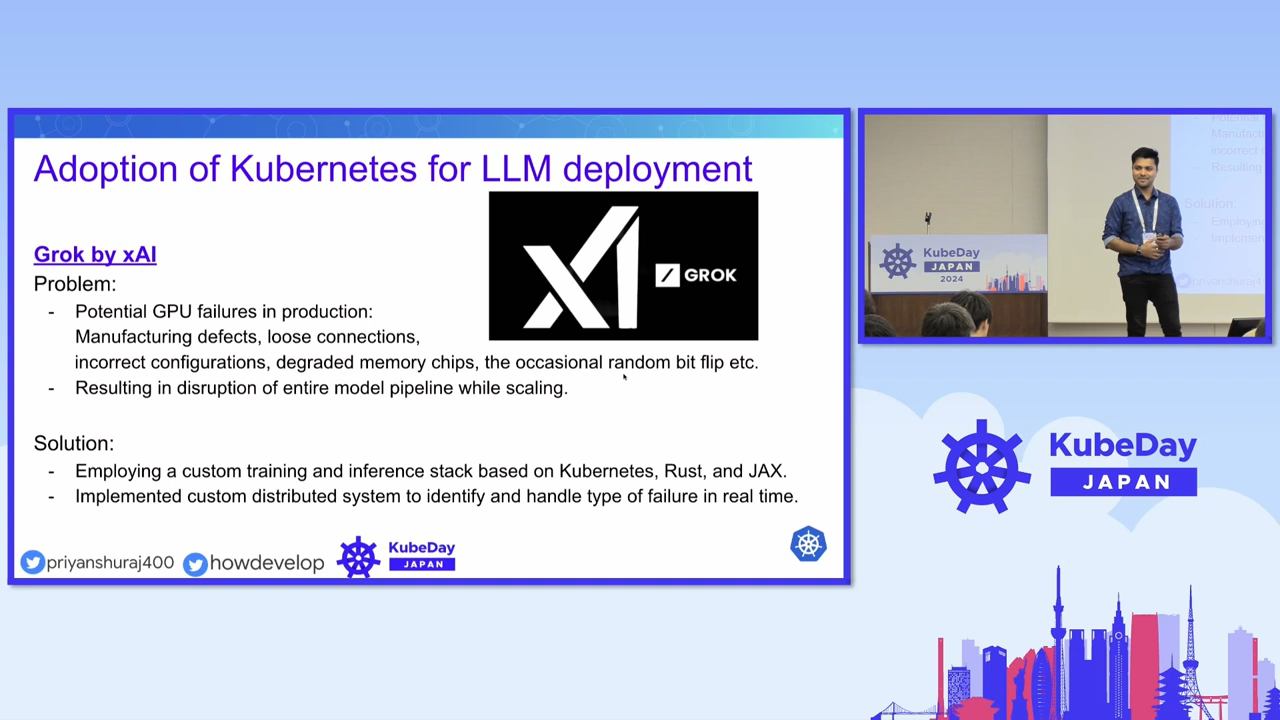 Adoption of Kubernetes for LLM deployment
Grok by xAI
Problem:
- Potential GPU failures in production:
Manufacturing defects, loose connections,
incorrect configurations, degraded memory chips, the occasional random bit flip etc.
- Resulting in disruption of entire model pipeline while scaling.
Solution:
- Employing a custom training and inference stack based on Kubernetes, Rust, and JAX.
- Implemented custom distributed system to identify and handle type of failure in real time.
xAI
GROK
priyanshuraj400
howdevelop
KubeDay
JAPAN
KubeDay
JAPAN
2024
Solution:
priyanshuraj4
KubeDay
JAPAN